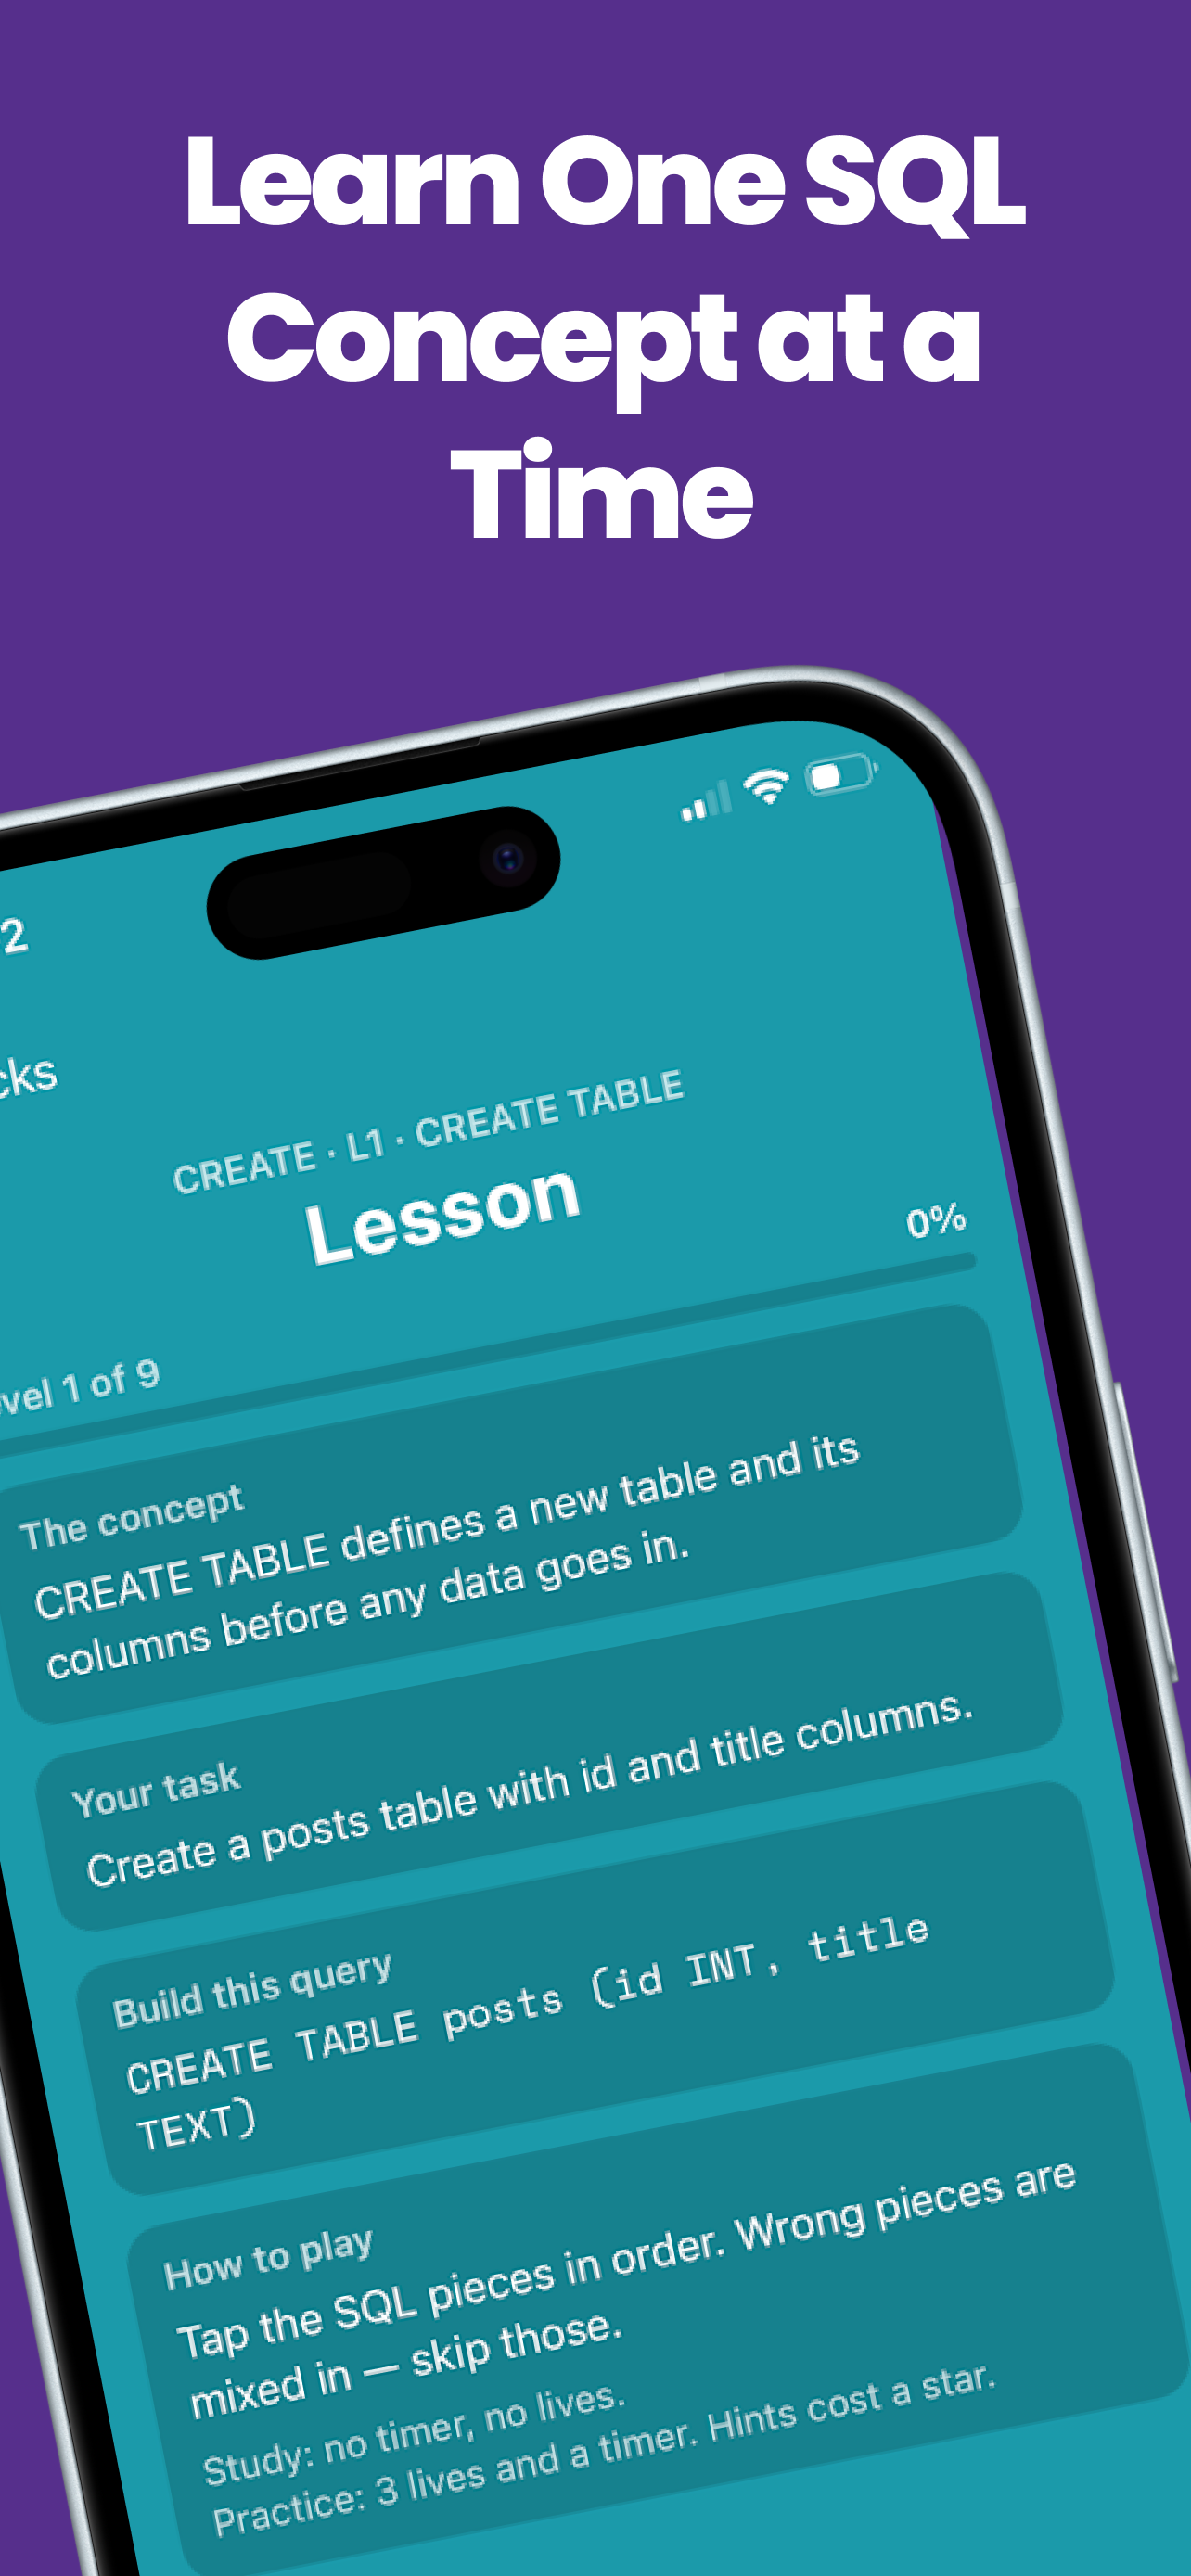 Learn One SQL
Concept at a
Time
2
cks
CREATE · L1 · CREATE TABLE
Lesson
0%
vel 1 of 9
The concept
CREATE TABLE defines a new table and its
columns before any data goes in.
Your task
Create a posts table with id and title columns.
Build this query
CREATE TABLE posts (id INT, title
TEXT)
How to play
Tap the SQL pieces in order. Wrong pieces are
mixed in — skip those.
Study: no timer, no lives.
Practice: 3 lives and a timer. Hints cost a star.